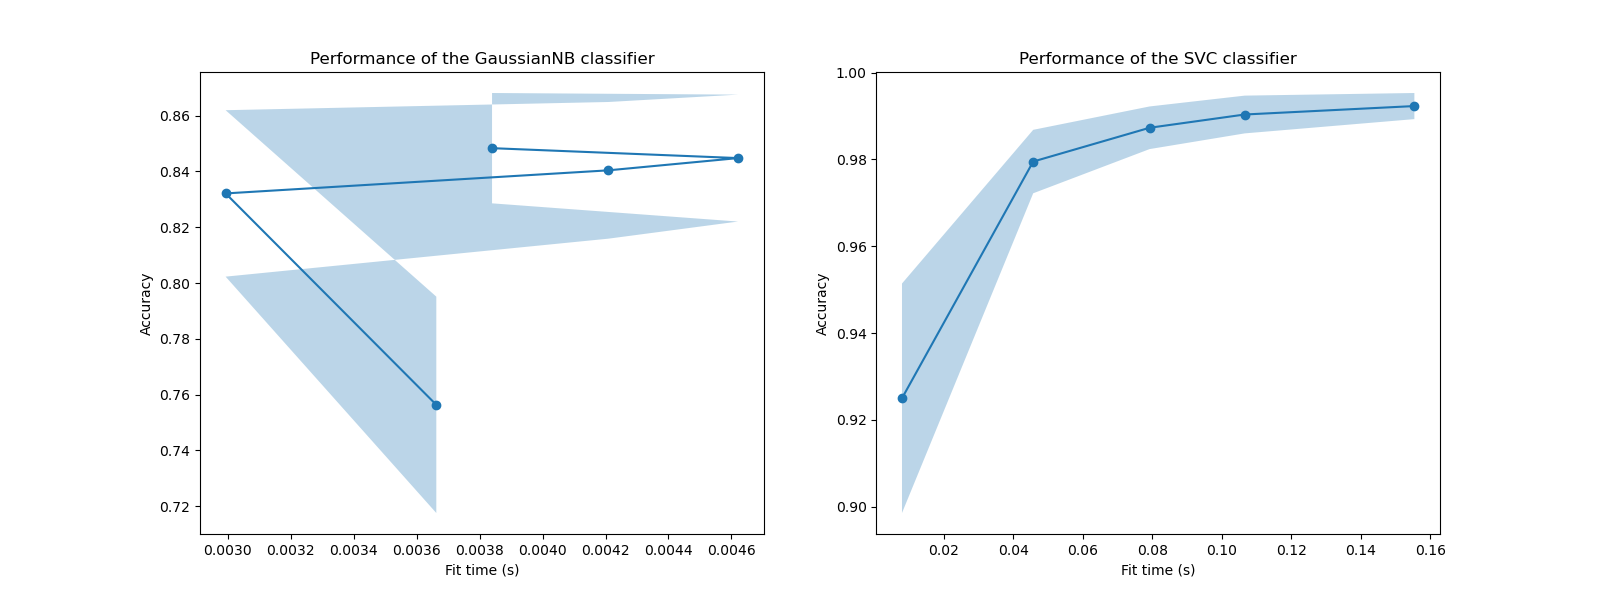 Performance of the GaussianNB classifier
Accuracy
0.86
0.84
0.82
0.80
0.78
0.76
0.74
0.72
0.0030 0.0032 0.0034 0.0036 0.0038 0.0040 0.0042 0.0044 0.0046
Fit time (s)
Performance of the SVC classifier
Accuracy
1.00
0.98
0.96
0.94
0.92
0.90
0.02 0.04 0.06 0.08 0.10 0.12 0.14 0.16
Fit time (s)